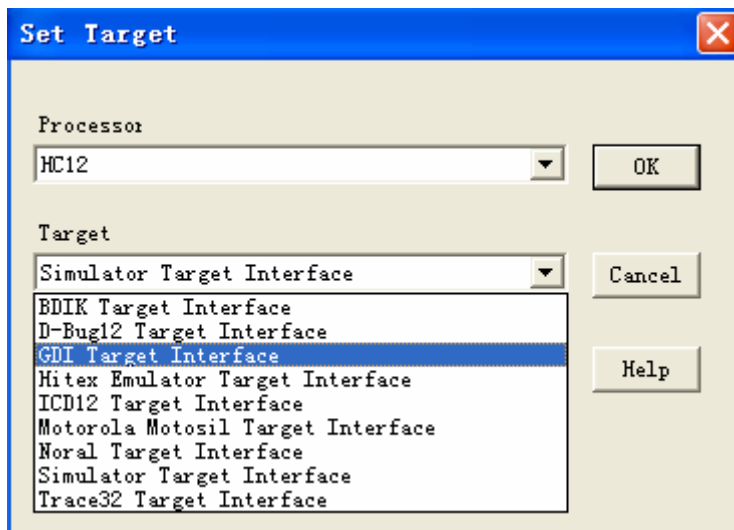 Set Target
Processor
HC12
OK
Target
Simulator Target Interface
Cancel
BDIK Target Interface
D-Bug12 Target Interface
GDI Target Interface
Hitex Emulator Target Interface
Help
ICD12 Target Interface
Motorola Motosil Target Interface
Noral Target Interface
Simulator Target Interface
Trace32 Target Interface